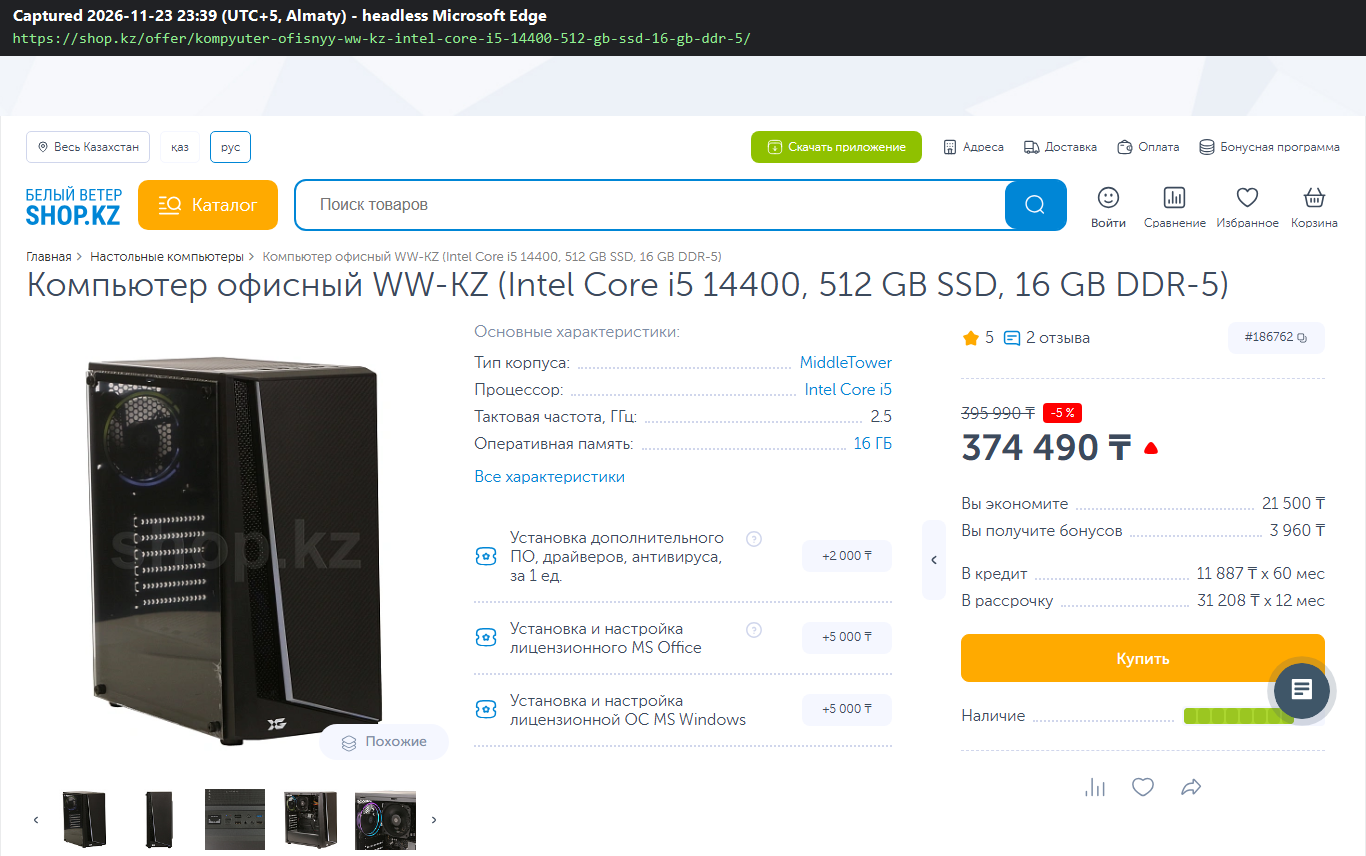 Captured 2026-11-23 23:39 (UTC+5, Almaty) - headless Microsoft Edge
https://shop.kz/offer/kompyuter-ofisnyy-ww-kz-intel-core-i5-14400-512-gb-ssd-16-gb-ddr-5/
Весь Казахстан
қаз
рус
Скачать приложение
Адреса
Доставка
Оплата
Бонусная программа
БЕЛЫЙ ВЕТЕР
SHOP.KZ
Каталог
Поиск товаров
Войти
Сравнение
Избранное
Корзина
Главная > Настольные компьютеры > Компьютер офисный WW-KZ (Intel Core i5 14400, 512 GB SSD, 16 GB DDR-5)
Компьютер офисный WW-KZ (Intel Core i5 14400, 512 GB SSD, 16 GB DDR-5)
shop.kz
XG
Похожие
Основные характеристики:
Тип корпуса: MiddleTower
Процессор: Intel Core i5
Тактовая частота, ГГц: 2.5
Оперативная память: 16 ГБ
Все характеристики
Установка дополнительного
ПО, драйверов, антивируса,
за 1 ед.
?
+2 000 ₸
Установка и настройка
лицензионного MS Office
?
+5 000 ₸
Установка и настройка
лицензионной ОС MS Windows
+5 000 ₸
5
2 отзыва
#186762
395 990 ₸
-5 %
374 490 ₸
Вы экономите 21 500 ₸
Вы получите бонусов 3 960 ₸
В кредит 11 887 ₸ x 60 мес
В рассрочку 31 208 ₸ x 12 мес
Купить
Наличие